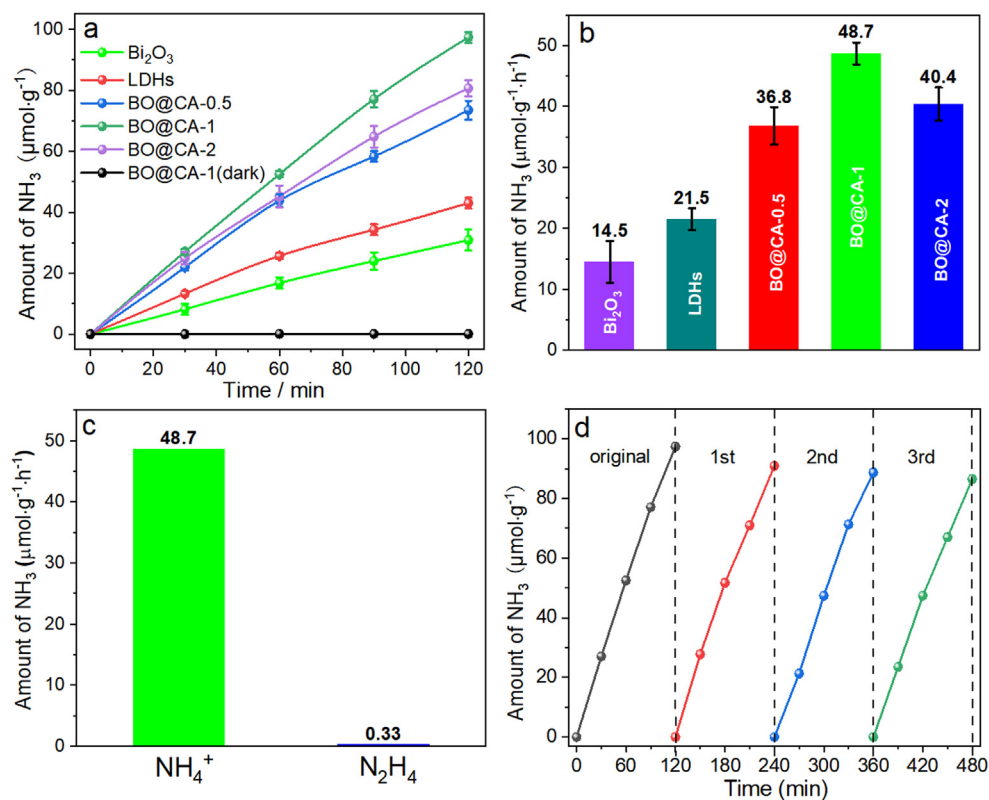 a
Amount of NH₃ (μmol·g⁻¹)
100
80
60
40
20
0
Bi₂O₃
LDHs
BO@CA-0.5
BO@CA-1
BO@CA-2
BO@CA-1(dark)
0 20 40 60 80 100 120
Time / min
b
Amount of NH₃ (μmol·g⁻¹·h⁻¹)
50
40
30
20
10
0
14.5
21.5
36.8
48.7
40.4
Bi₂O₃
LDHs
BO@CA-0.5
BO@CA-1
BO@CA-2
c
Amount of NH₃ (μmol·g⁻¹·h⁻¹)
50
40
30
20
10
0
48.7
0.33
NH₄⁺ N₂H₄
d
Amount of NH₃ (μmol·g⁻¹)
100
80
60
40
20
0
original 1st 2nd 3rd
0 60 120 180 240 300 360 420 480
Time (min)